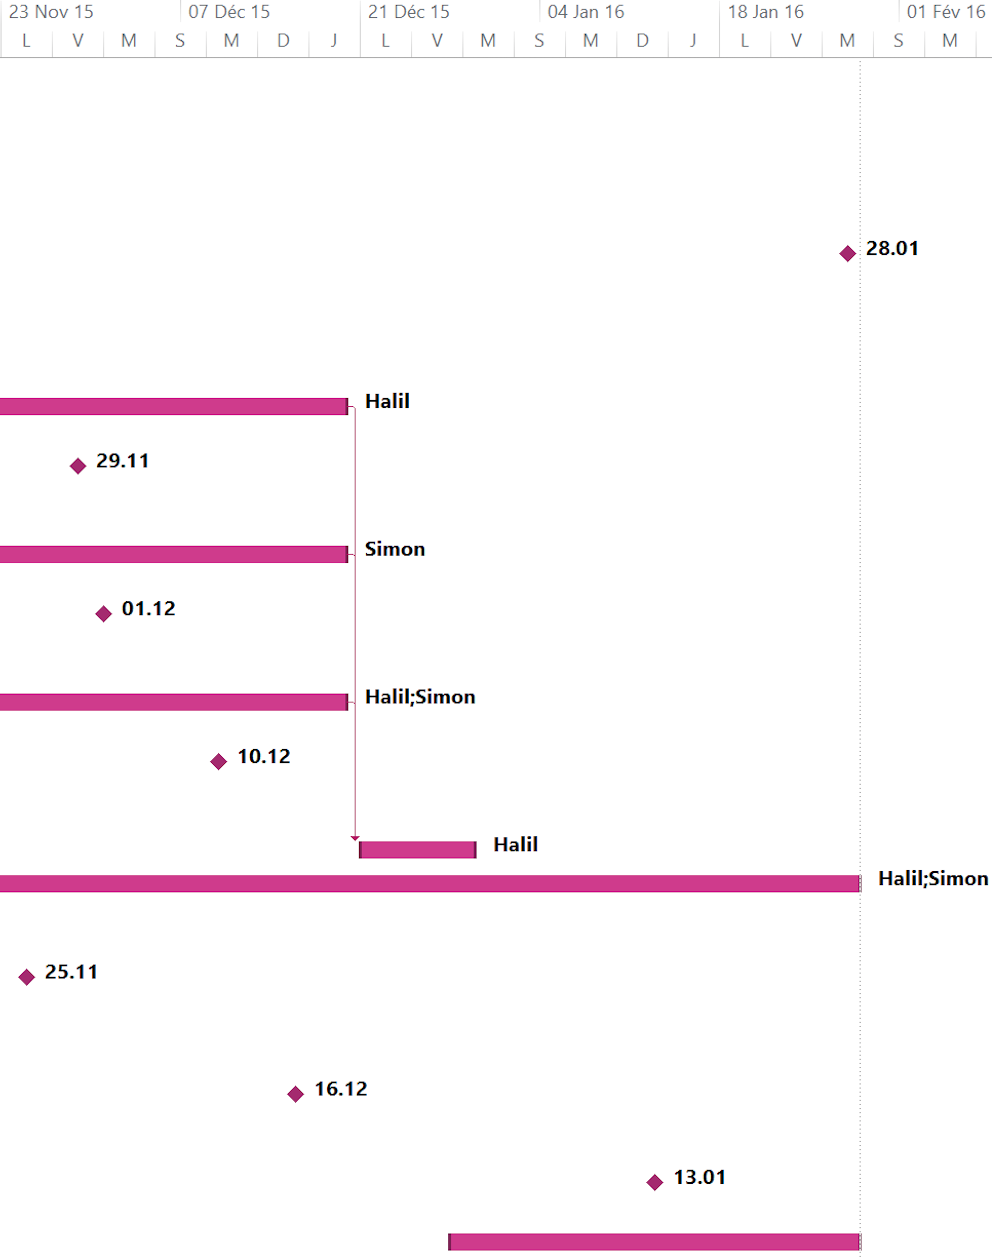 23 Nov 15 07 Déc 15 21 Déc 15 04 Jan 16 18 Jan 16 01 Fév 16
L V M S M D J L V M S M D J L V M S M
28.01
Halil
29.11
Simon
01.12
Halil;Simon
10.12
Halil
Halil;Simon
25.11
16.12
13.01